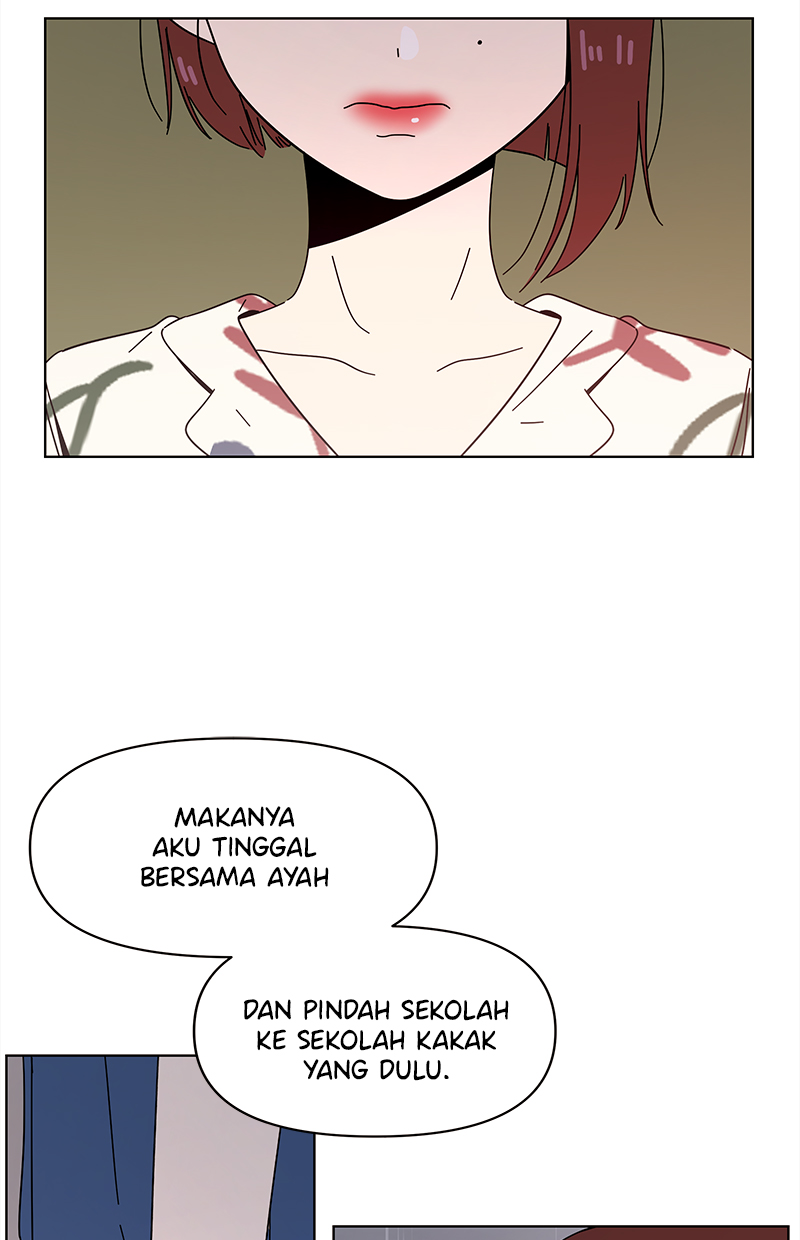 MAKANYA
AKU TINGGAL
BERSAMA AYAH
DAN PINDAH SEKOLAH
KE SEKOLAH KAKAK
YANG DULU.